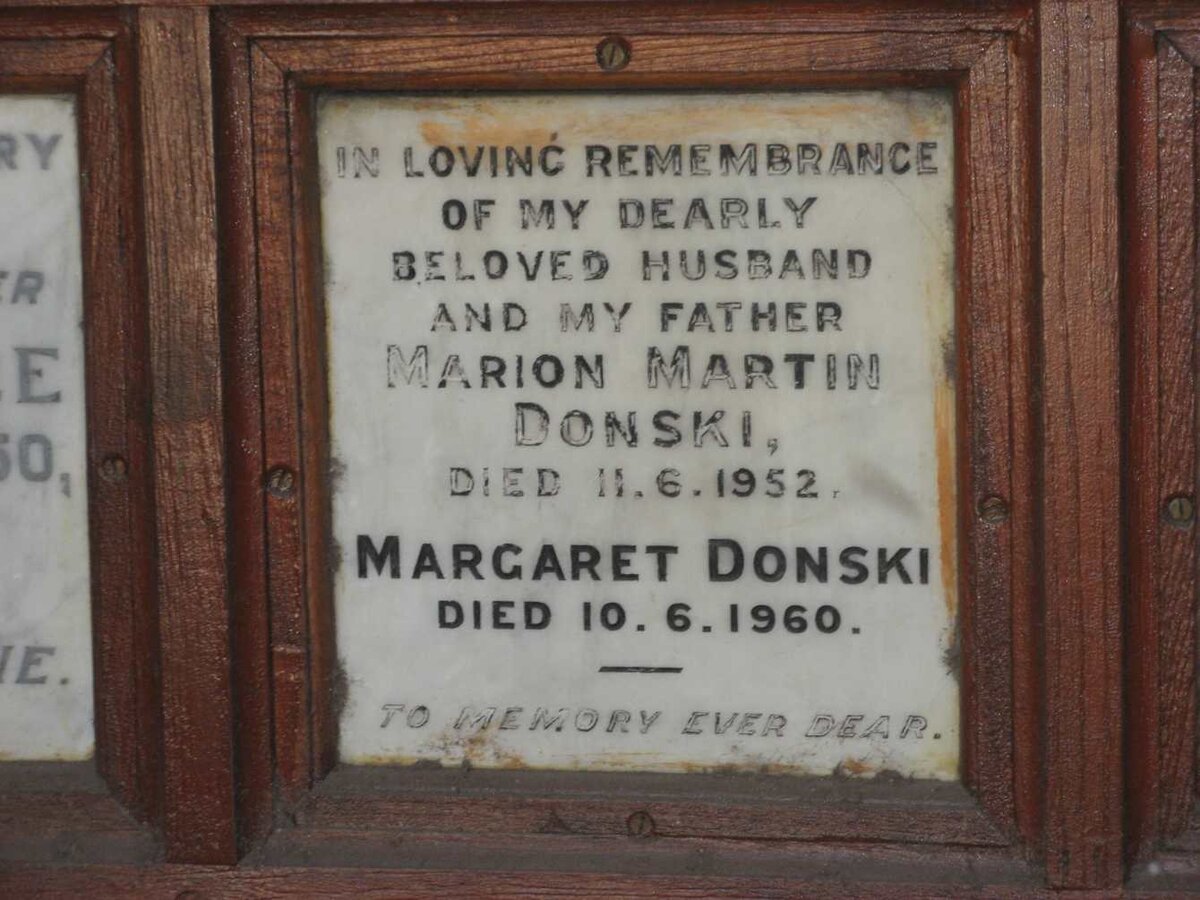 IN LOVING REMEMBRANCE
OF MY DEARLY
BELOVED HUSBAND
AND MY FATHER
MARION MARTIN
DONSKI,
DIED 11.6.1952.
MARGARET DONSKI
DIED 10.6.1960.
TO MEMORY EVER DEAR.